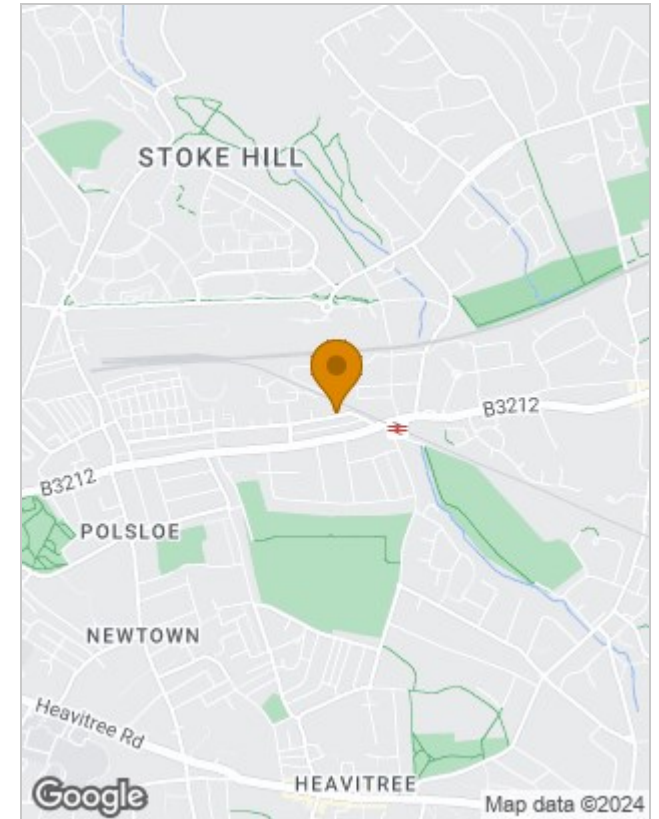 STOKE HILL
B3212
B3212
POLSLOE
NEWTOWN
Heavitree Rd
HEAVITREE
Google
Map data ©2024